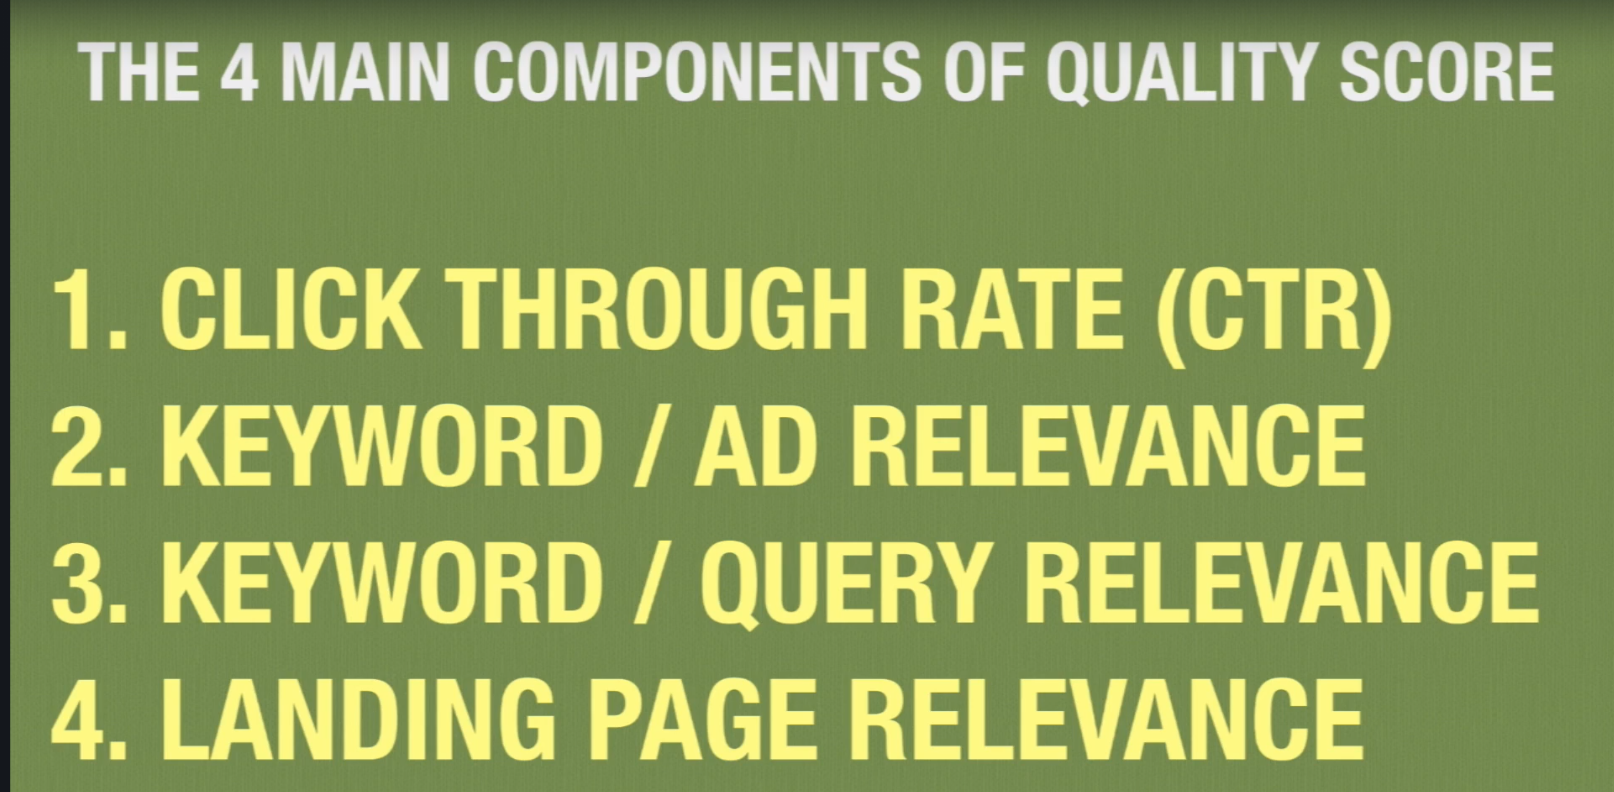 THE 4 MAIN COMPONENTS OF QUALITY SCORE
1. CLICK THROUGH RATE (CTR)
2. KEYWORD / AD RELEVANCE
3. KEYWORD / QUERY RELEVANCE
4. LANDING PAGE RELEVANCE